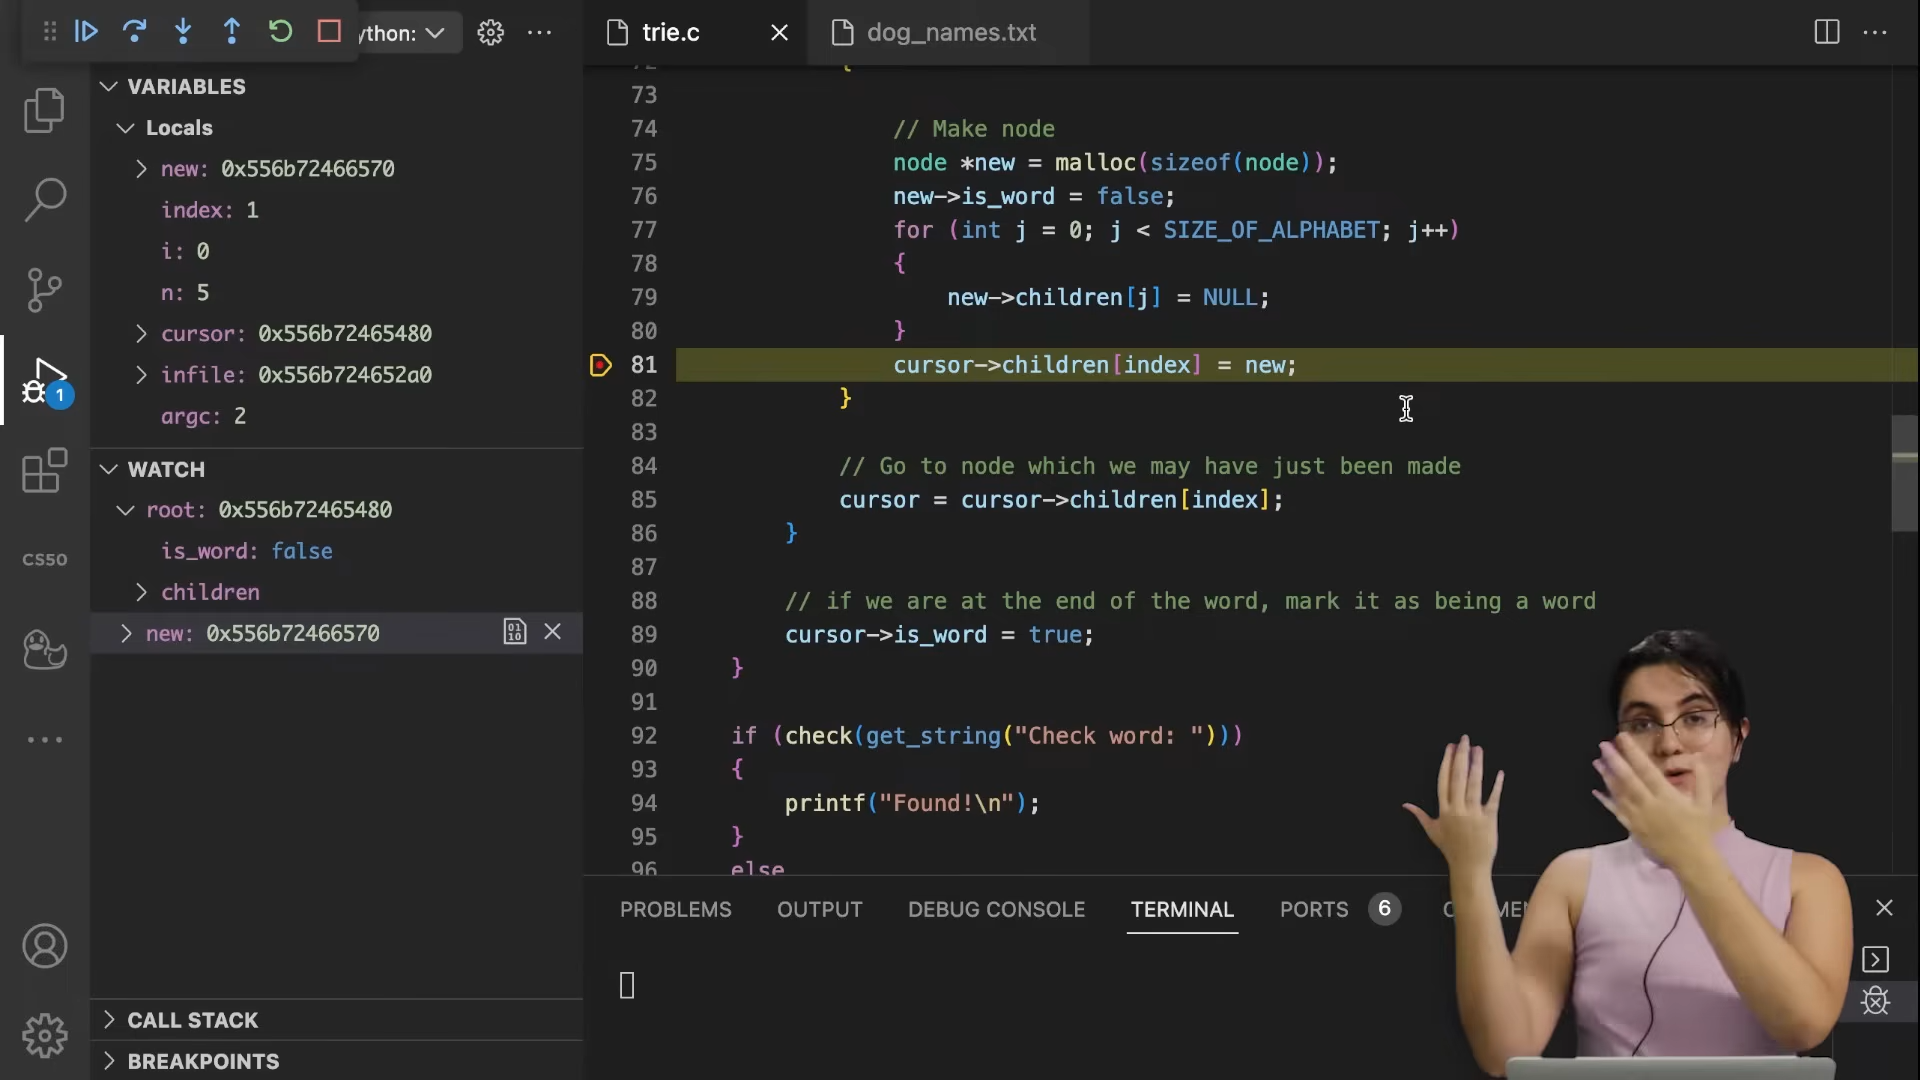 ython:
trie.c
dog_names.txt
VARIABLES
Locals
new: 0x556b72466570
index: 1
i: 0
n: 5
cursor: 0x556b72465480
infile: 0x556b724652a0
argc: 2
WATCH
root: 0x556b72465480
is_word: false
children
new: 0x556b72466570
CALL STACK
BREAKPOINTS
1
CS50
72 {
73
74 // Make node
75 node *new = malloc(sizeof(node));
76 new->is_word = false;
77 for (int j = 0; j < SIZE_OF_ALPHABET; j++)
78 {
79 new->children[j] = NULL;
80 }
81 cursor->children[index] = new;
82 }
83
84 // Go to node which we may have just been made
85 cursor = cursor->children[index];
86 }
87
88 // if we are at the end of the word, mark it as being a word
89 cursor->is_word = true;
90 }
91
92 if (check(get_string("Check word: ")))
93 {
94 printf("Found!\n");
95 }
96 else
PROBLEMS OUTPUT DEBUG CONSOLE TERMINAL PORTS 6